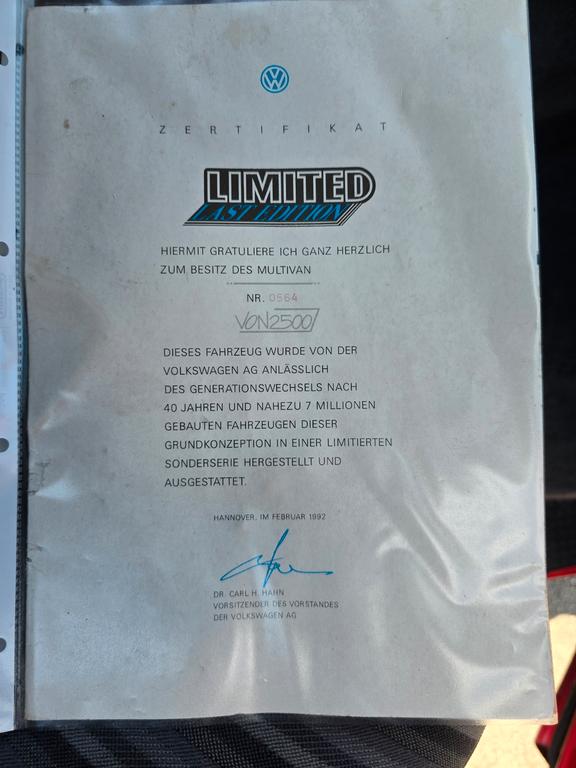 VW
ZERTIFIKAT
LIMITED
LAST EDITION
HIERMIT GRATULIERE ICH GANZ HERZLICH
ZUM BESITZ DES MULTIVAN
NR. 0564
VON 2500
DIESES FAHRZEUG WURDE VON DER
VOLKSWAGEN AG ANLÄSSLICH
DES GENERATIONSWECHSELS NACH
40 JAHREN UND NAHEZU 7 MILLIONEN
GEBAUTEN FAHRZEUGEN DIESER
GRUNDKONZEPTION IN EINER LIMITIERTEN
SONDERSERIE HERGESTELLT UND
AUSGESTATTET.
HANNOVER, IM FEBRUAR 1992
DR. CARL H. HAHN
VORSITZENDER DES VORSTANDES
DER VOLKSWAGEN AG